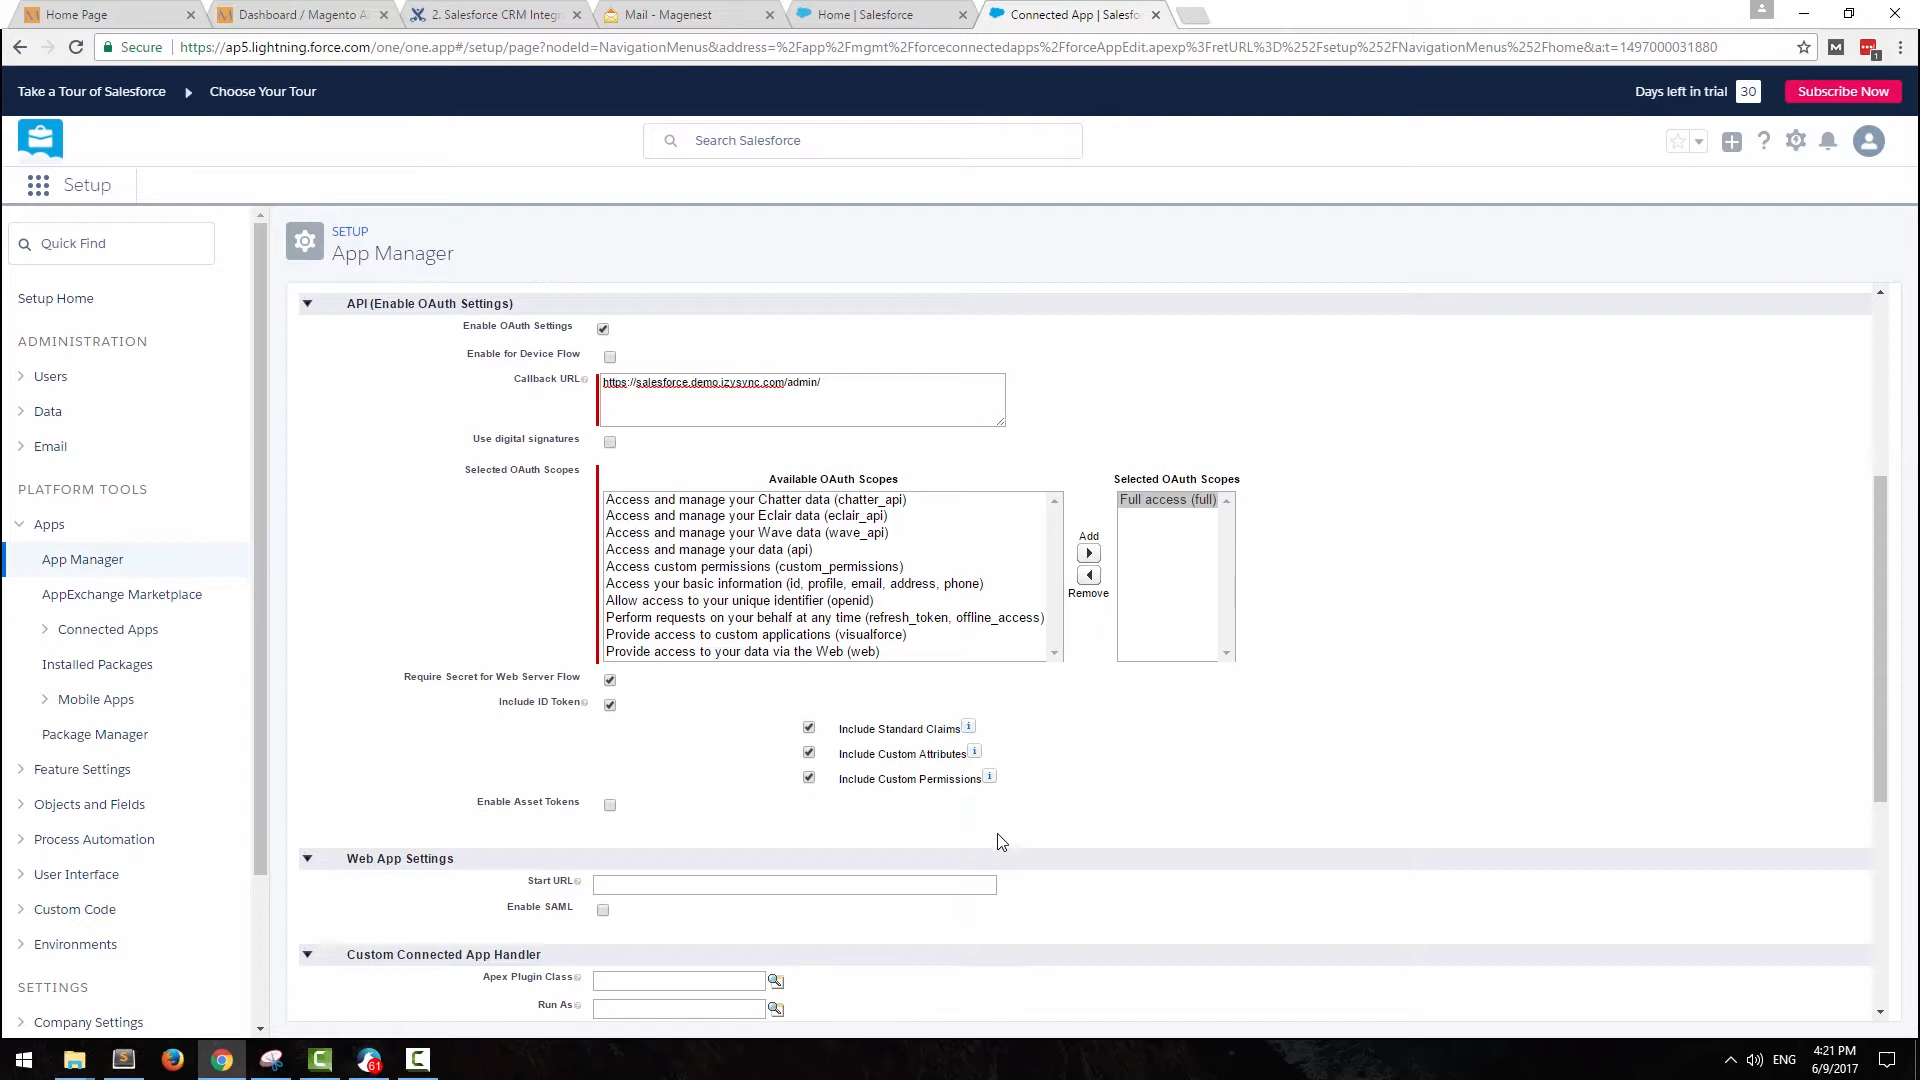 Home Page
Dashboard / Magento A
2. Salesforce CRM Integ
Mail - Magenest
Home | Salesforce
Connected App | Salesfo
Secure
https://ap5.lightning.force.com/one/one.app#/setup/page?nodeId=NavigationMenus&address=%2Fapp%2Fmgmt%2Fforceconnectedapps%2FforceAppEdit.apexp%3FretURL%3D%252Fsetup%252FNavigationMenus%252Fhome&a:t=1497000031880
Take a Tour of Salesforce
Choose Your Tour
Days left in trial 30
Subscribe Now
Search Salesforce
Setup
Quick Find
Setup Home
ADMINISTRATION
Users
Data
Email
PLATFORM TOOLS
Apps
App Manager
AppExchange Marketplace
Connected Apps
Installed Packages
Mobile Apps
Package Manager
Feature Settings
Objects and Fields
Process Automation
User Interface
Custom Code
Environments
SETTINGS
Company Settings
SETUP
App Manager
API (Enable OAuth Settings)
Enable OAuth Settings
Enable for Device Flow
Callback URL
https://salesforce.demo.izysync.com/admin/
Use digital signatures
Selected OAuth Scopes
Available OAuth Scopes
Access and manage your Chatter data (chatter_api)
Access and manage your Eclair data (eclair_api)
Access and manage your Wave data (wave_api)
Access and manage your data (api)
Access custom permissions (custom_permissions)
Access your basic information (id, profile, email, address, phone)
Allow access to your unique identifier (openid)
Perform requests on your behalf at any time (refresh_token, offline_access)
Provide access to custom applications (visualforce)
Provide access to your data via the Web (web)
Add
Remove
Selected OAuth Scopes
Full access (full)
Require Secret for Web Server Flow
Include ID Token
Include Standard Claims
Include Custom Attributes
Include Custom Permissions
Enable Asset Tokens
Web App Settings
Start URL
Enable SAML
Custom Connected App Handler
Apex Plugin Class
Run As
61
ENG
4:21 PM
6/9/2017